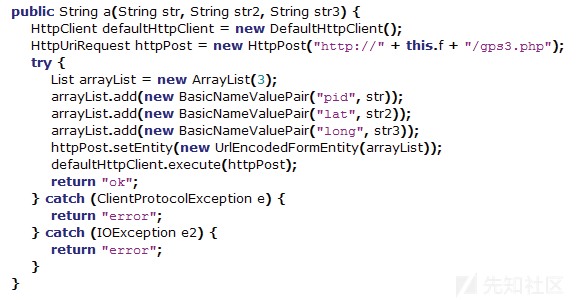 public String a(String str, String str2, String str3) {
    HttpClient defaultHttpClient = new DefaultHttpClient();
    HttpUriRequest httpPost = new HttpPost("http://" + this.f + "/gps3.php");
    try {
        List arrayList = new ArrayList(3);
        arrayList.add(new BasicNameValuePair("pid", str));
        arrayList.add(new BasicNameValuePair("lat", str2));
        arrayList.add(new BasicNameValuePair("long", str3));
        httpPost.setEntity(new UrlEncodedFormEntity(arrayList));
        defaultHttpClient.execute(httpPost);
        return "ok";
    } catch (ClientProtocolException e) {
        return "error";
    } catch (IOException e2) {
        return "error";
    }
}
先知社区